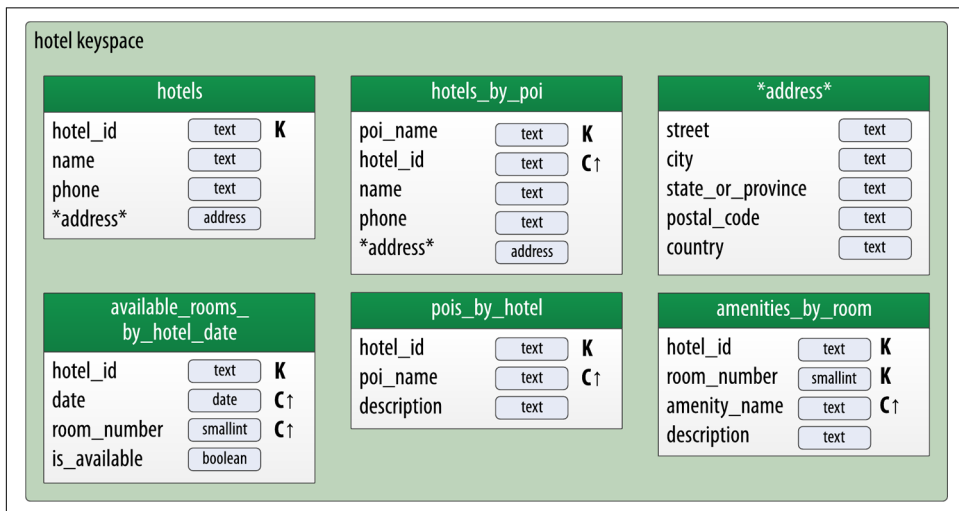 hotel keyspace
hotels
hotel_id text K
name text
phone text
*address* address
hotels_by_poi
poi_name text K
hotel_id text C↑
name text
phone text
*address* address
*address*
street text
city text
state_or_province text
postal_code text
country text
available_rooms_
by_hotel_date
hotel_id text K
date date C↑
room_number smallint C↑
is_available boolean
pois_by_hotel
hotel_id text K
poi_name text C↑
description text
amenities_by_room
hotel_id text K
room_number smallint K
amenity_name text C↑
description text